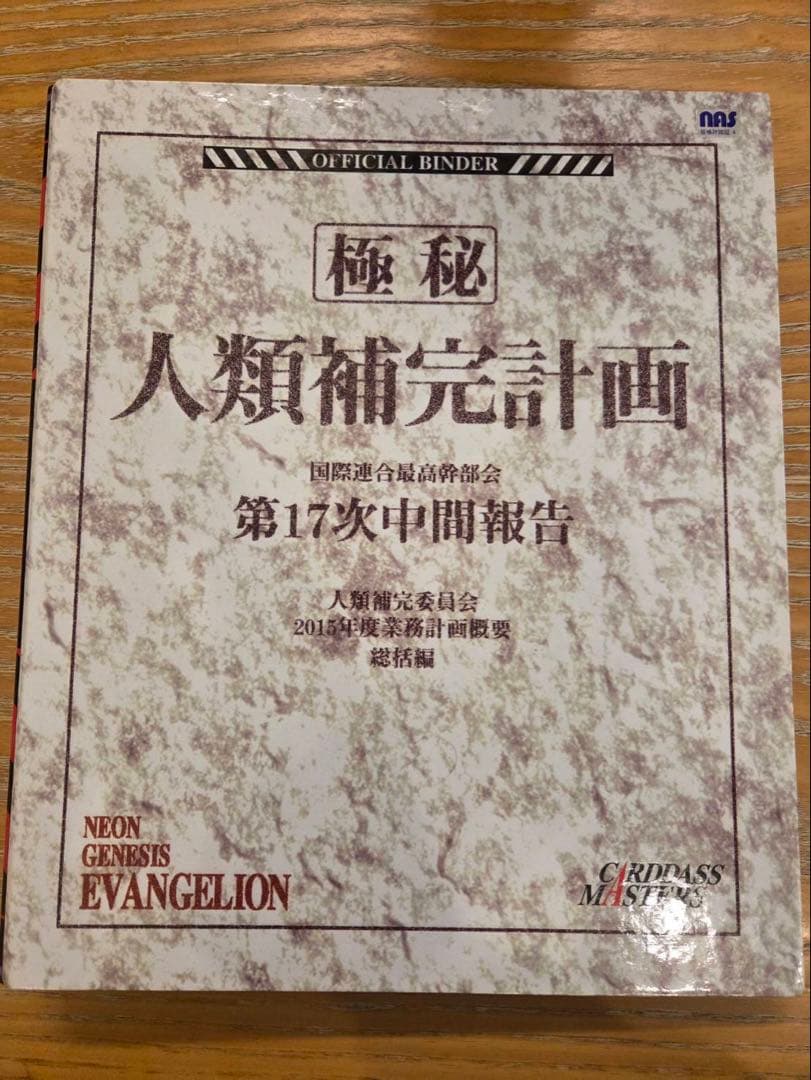 nas
OFFICIAL BINDER
極秘
人類補完計画
国際連合最高幹部会
第17次中間報告
人類補完委員会
2015年度業務計画概要
総括編
NEON
GENESIS
EVANGELION
CARDDASS
MASTERS